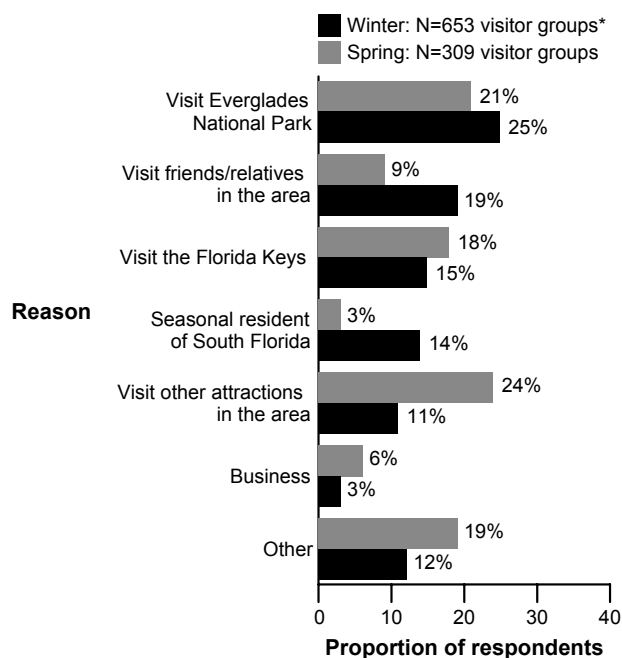 Winter: N=653 visitor groups*
Spring: N=309 visitor groups
Visit Everglades
National Park
21%
25%
Visit friends/relatives
in the area
9%
19%
Visit the Florida Keys
18%
15%
Reason
Seasonal resident
of South Florida
3%
14%
Visit other attractions
in the area
24%
11%
Business
6%
3%
Other
19%
12%
0 10 20 30 40
Proportion of respondents